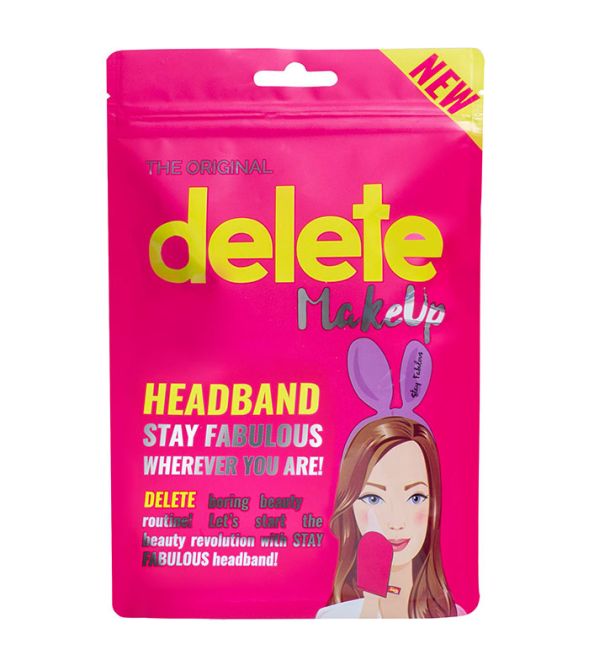 NEW
THE ORIGINAL
delete
MakeUp
Stay Fabulous
HEADBAND
STAY FABULOUS
WHEREVER YOU ARE!
DELETE boring beauty
routine! Let's start the
beauty revolution with STAY
FABULOUS headband!